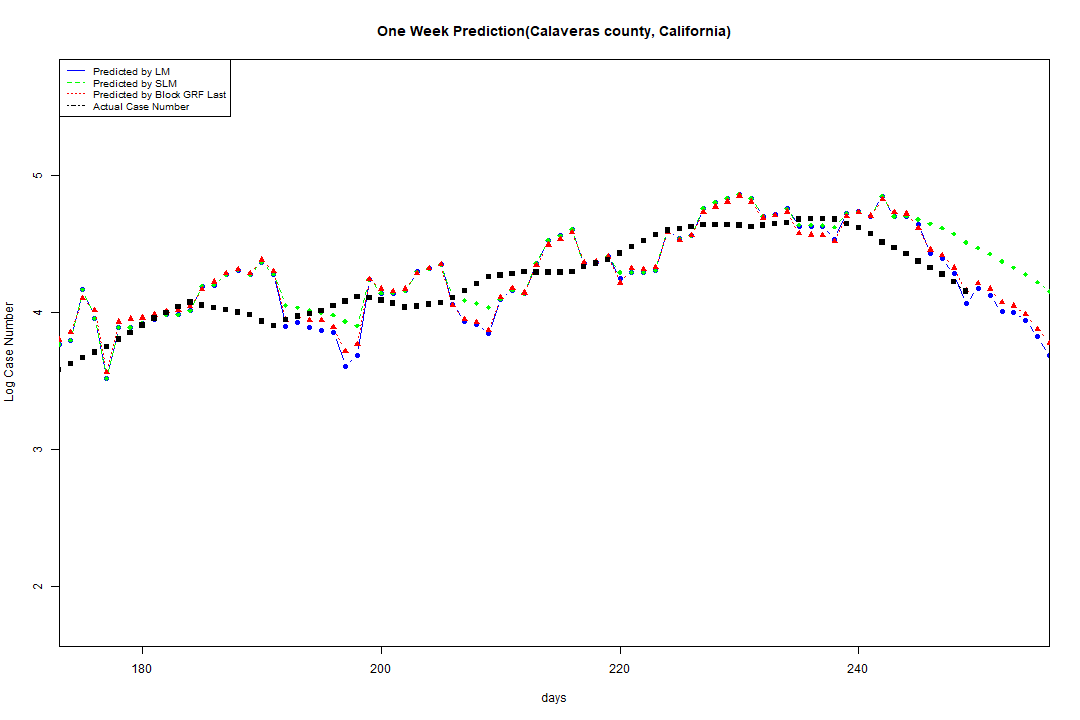 One Week Prediction(Calaveras county, California)
Predicted by LM
Predicted by SLM
Predicted by Block GRF Last
Actual Case Number
5
4
3
2
Log Case Number
180 200 220 240
days